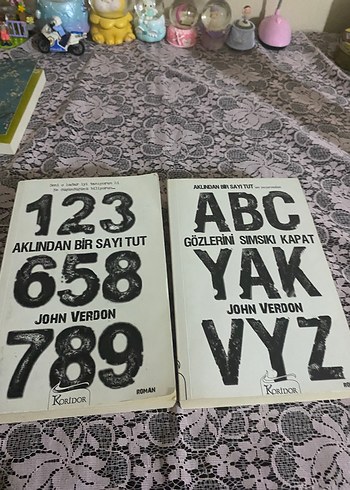 123
AKLINDAN BİR SAYI TUT
658
JOHN VERDON
789
KORİDOR
ROMAN
AKLINDAN BİR SAYI TUT
ABC
GÖZLERİNİ SIMSIKI KAPAT
YAK
JOHN VERDON
VYZ
KORİDOR
RO